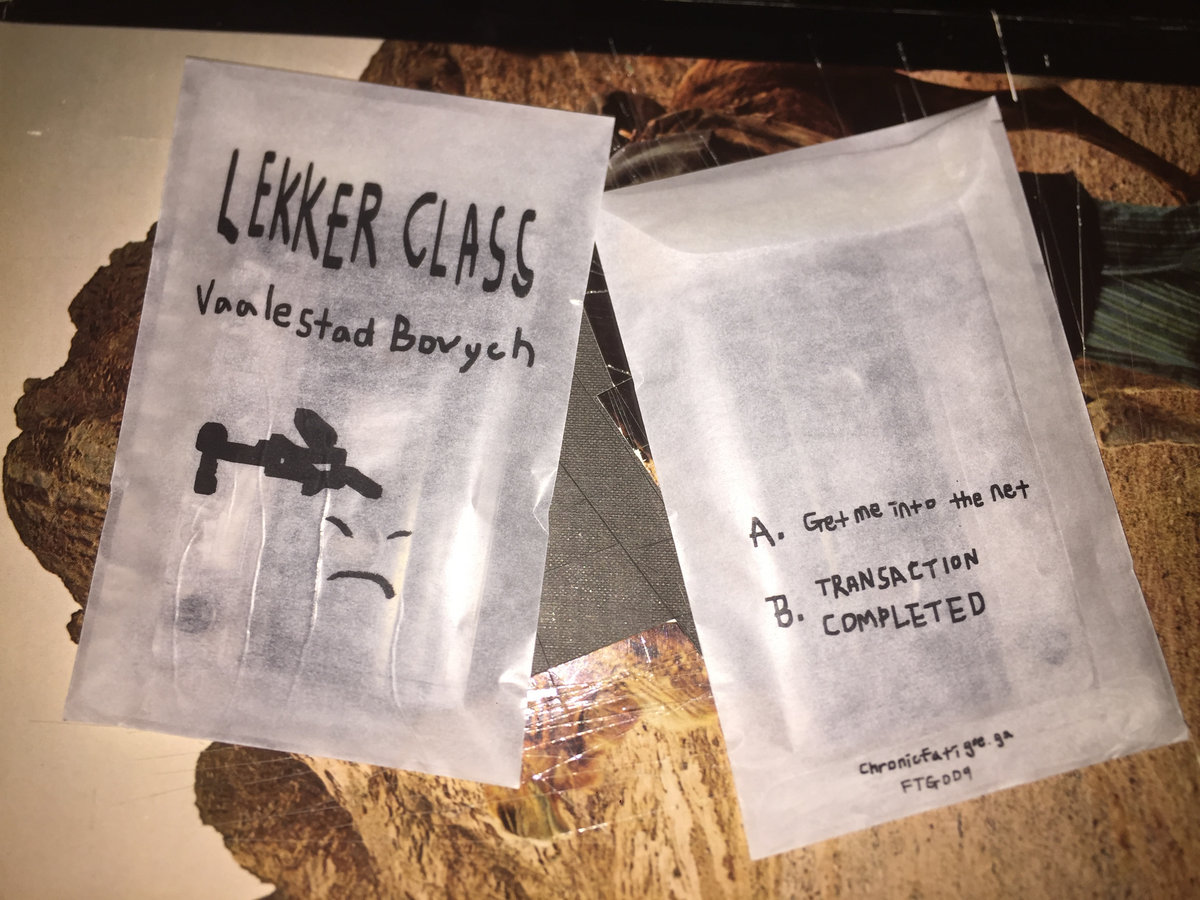 LEKKER CLASS
Vaalestad Bovych
A. Get me into the net
B. TRANSACTION
COMPLETED
chronicfatigue.ga
FTG009